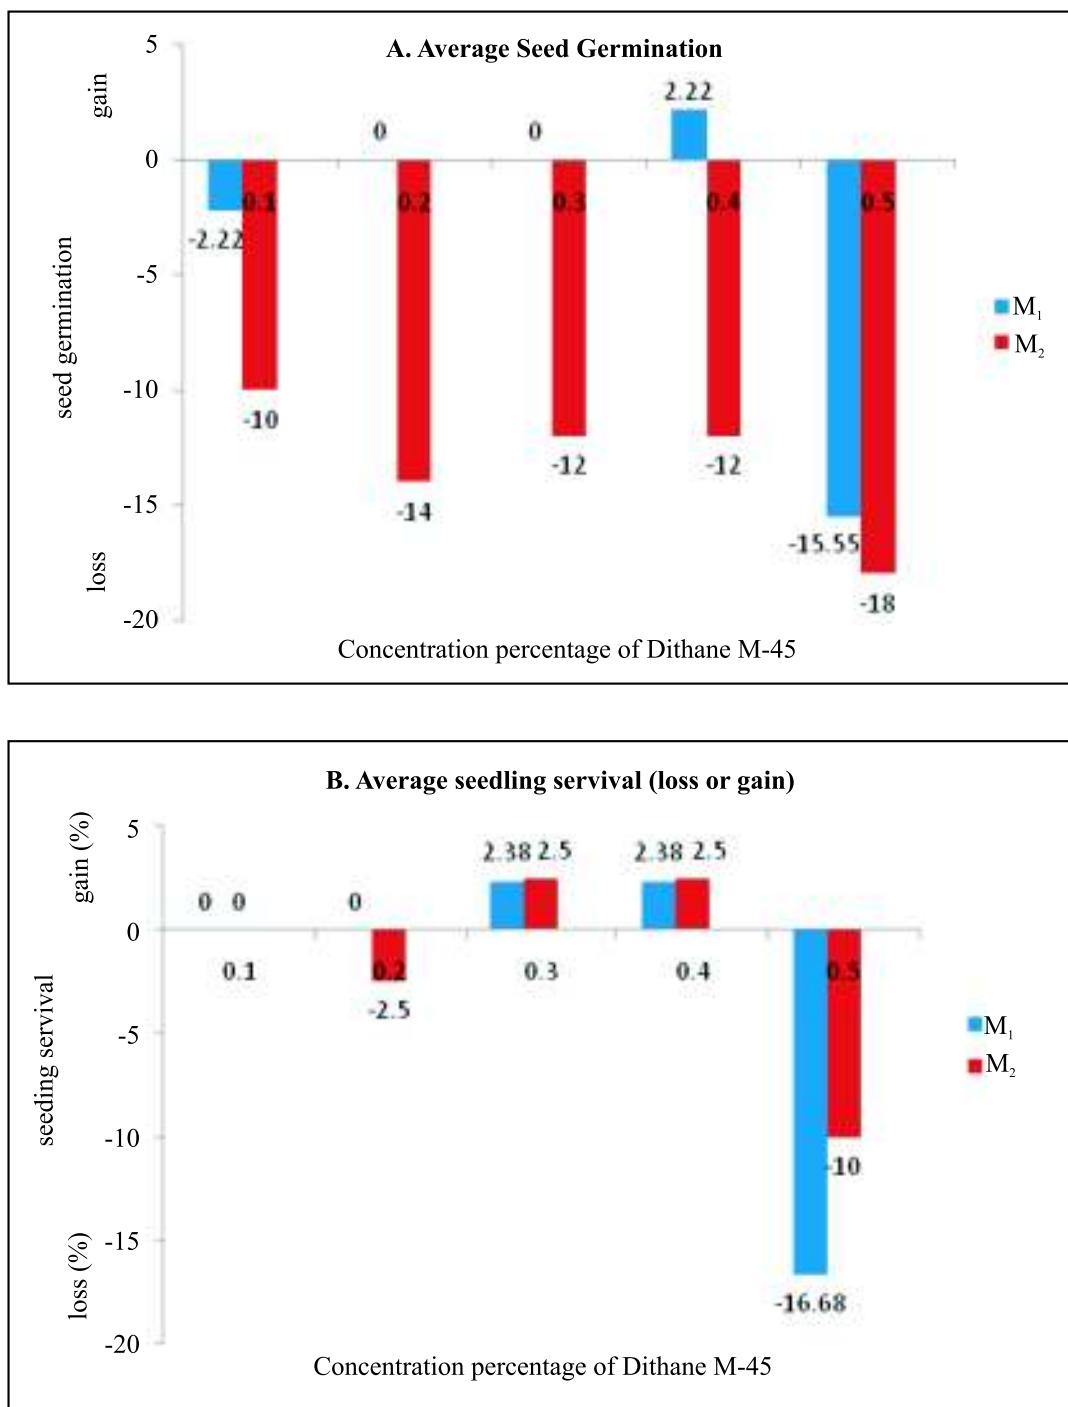 A. Average Seed Germination
5
gain
2.22
0 0
0
0.1 0.2 0.3 0.4 0.5
-2.22
seed germination
-5
M1
M2
-10
-10
-12 -12
-14
-15
-15.55
loss
-18
-20
Concentration percentage of Dithane M-45
B. Average seedling servival (loss or gain)
5
gain (%)
2.38 2.5 2.38 2.5
0 0 0
0
0.1 0.2 0.3 0.4 0.5
-2.5
seeding servival
-5
M1
M2
-10
-10
-15
loss (%)
-16.68
-20
Concentration percentage of Dithane M-45